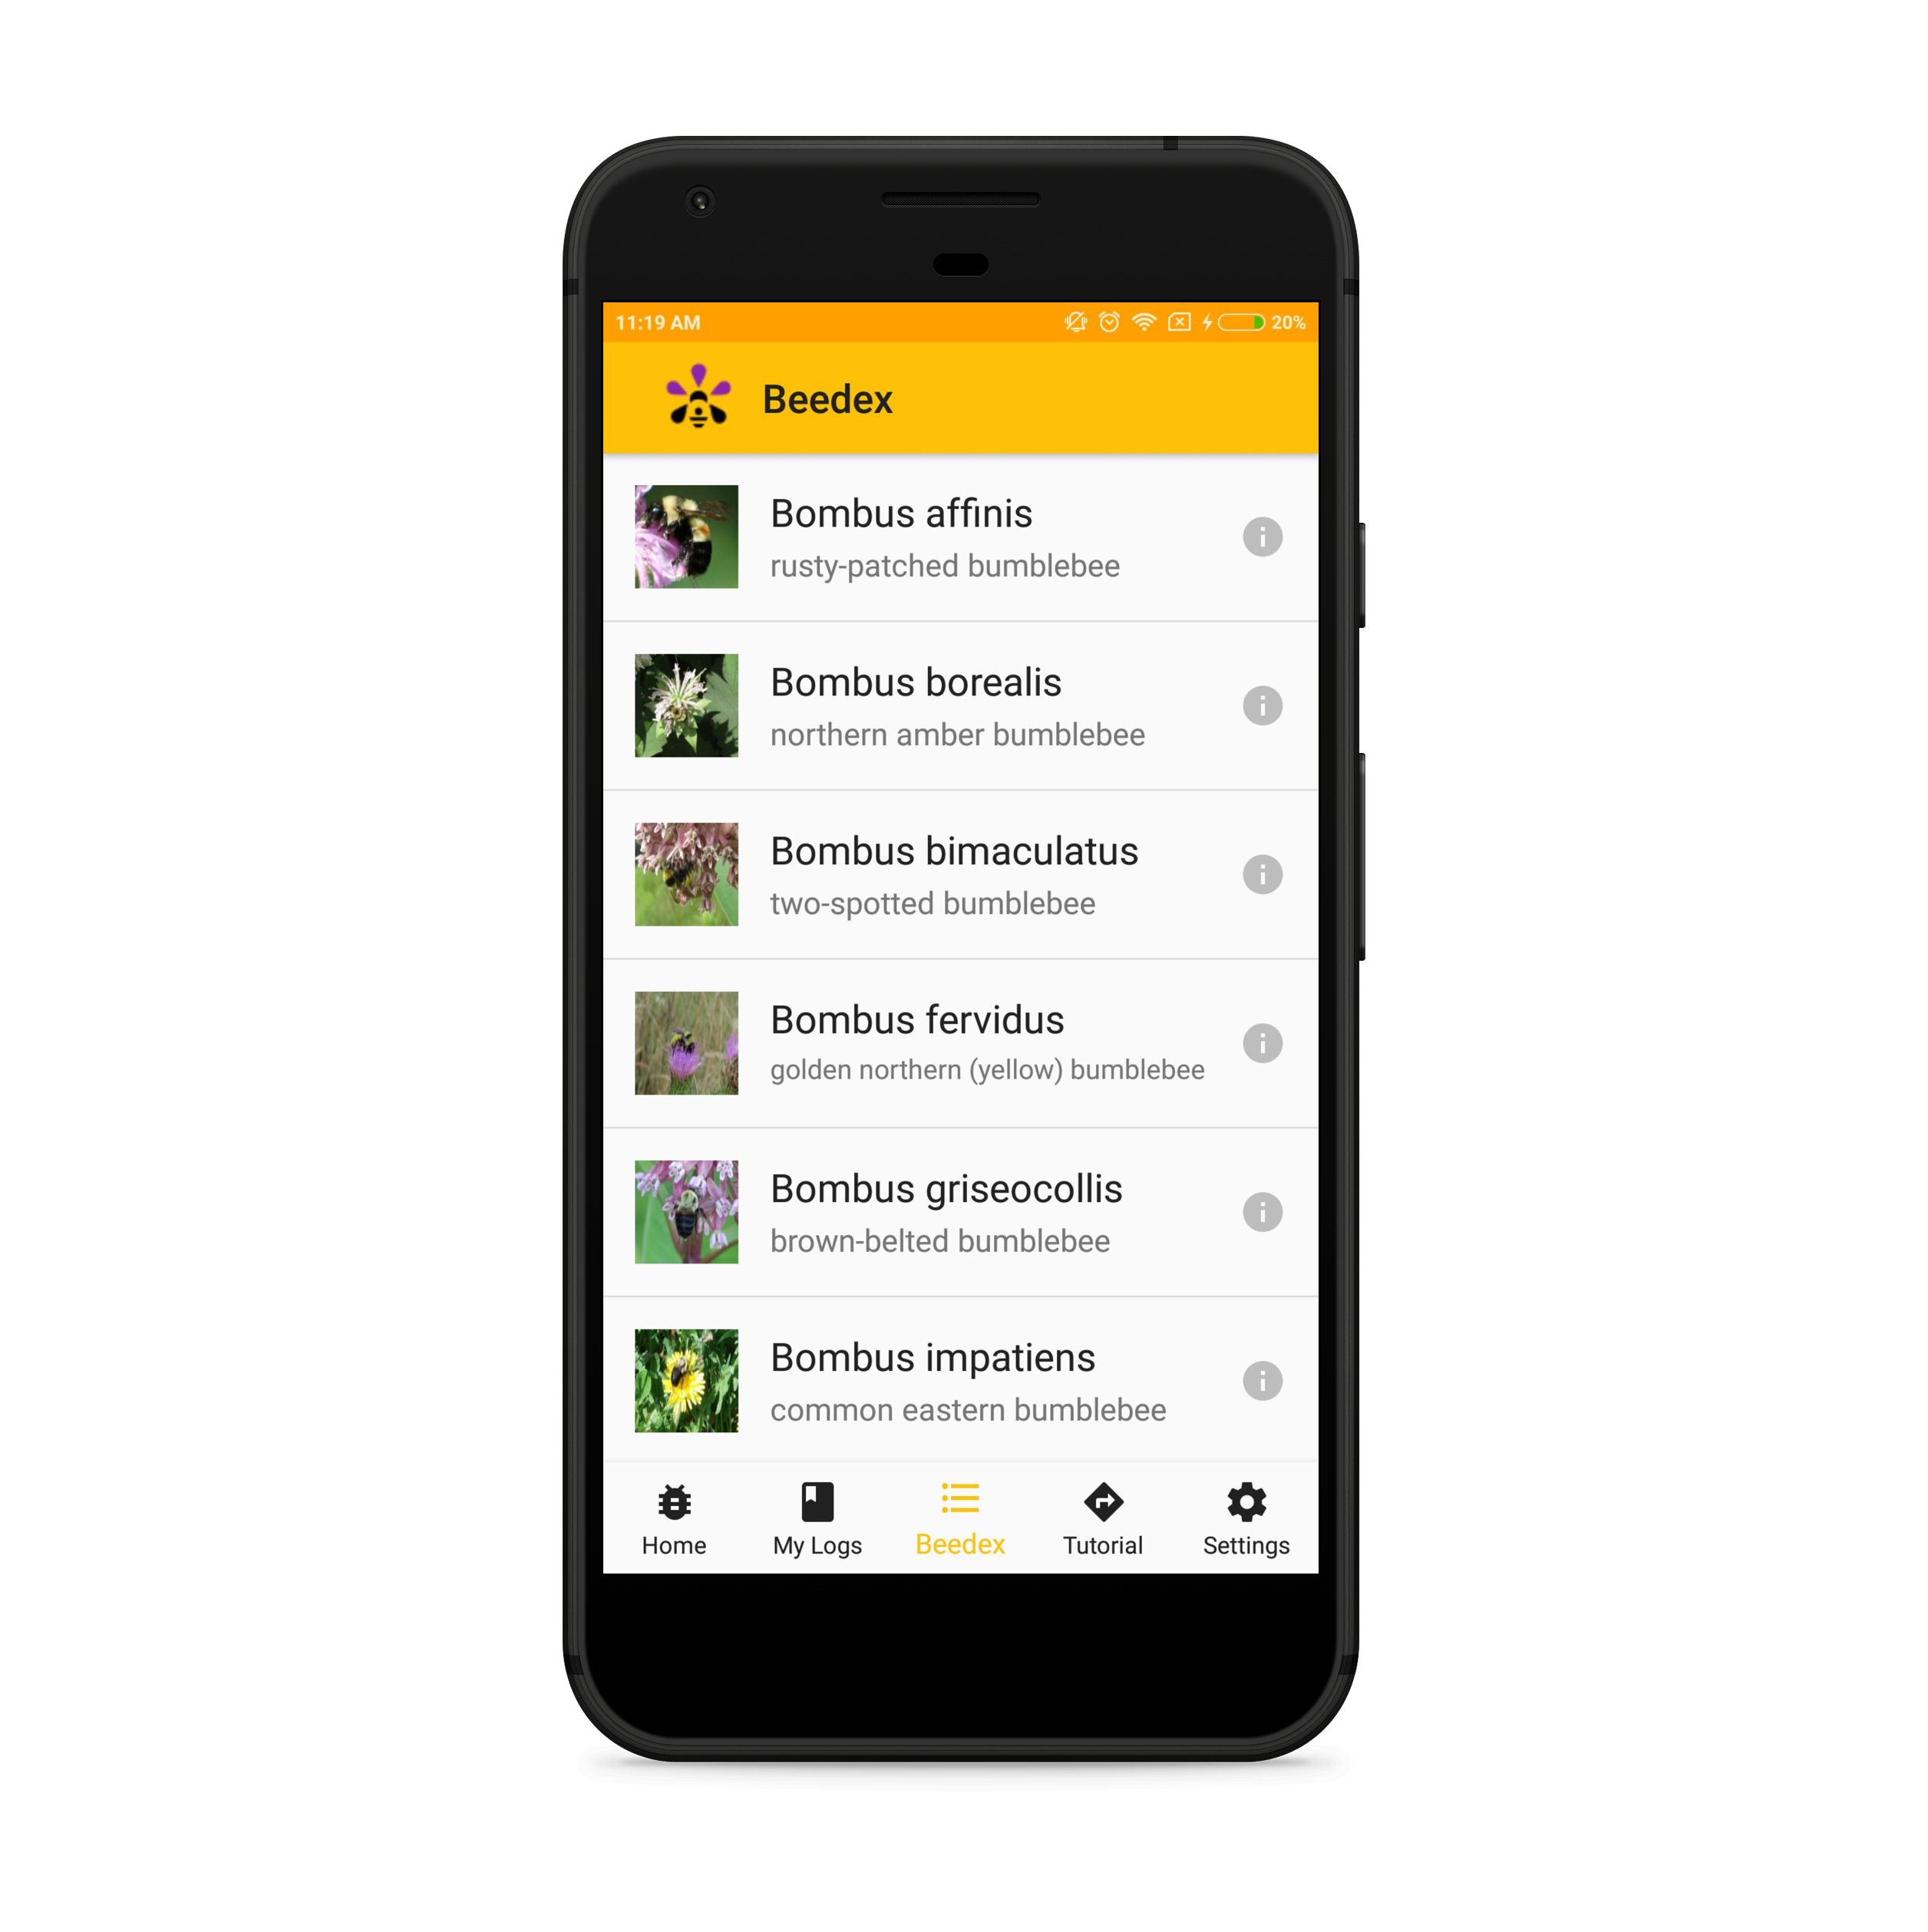 11:19 AM 20%
Beedex
Bombus affinis
rusty-patched bumblebee
Bombus borealis
northern amber bumblebee
Bombus bimaculatus
two-spotted bumblebee
Bombus fervidus
golden northern (yellow) bumblebee
Bombus griseocollis
brown-belted bumblebee
Bombus impatiens
common eastern bumblebee
Home My Logs Beedex Tutorial Settings